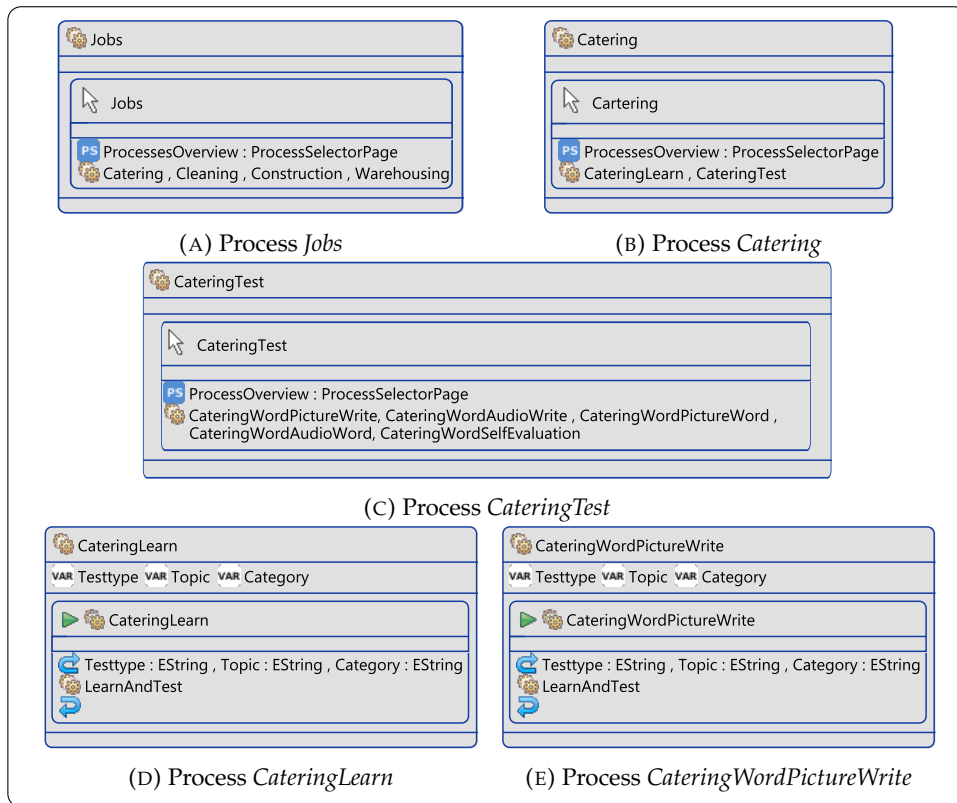 Jobs
Jobs
PS ProcessesOverview : ProcessSelectorPage
Catering , Cleaning , Construction , Warehousing
(A) Process Jobs
Catering
Cartering
PS ProcessesOverview : ProcessSelectorPage
CateringLearn , CateringTest
(B) Process Catering
CateringTest
CateringTest
PS ProcessOverview : ProcessSelectorPage
CateringWordPictureWrite, CateringWordAudioWrite , CateringWordPictureWord ,
CateringWordAudioWord, CateringWordSelfEvaluation
(C) Process CateringTest
CateringLearn
VAR Testtype VAR Topic VAR Category
CateringLearn
Testtype : EString , Topic : EString , Category : EString
LearnAndTest
(D) Process CateringLearn
CateringWordPictureWrite
VAR Testtype VAR Topic VAR Category
CateringWordPictureWrite
Testtype : EString , Topic : EString , Category : EString
LearnAndTest
(E) Process CateringWordPictureWrite